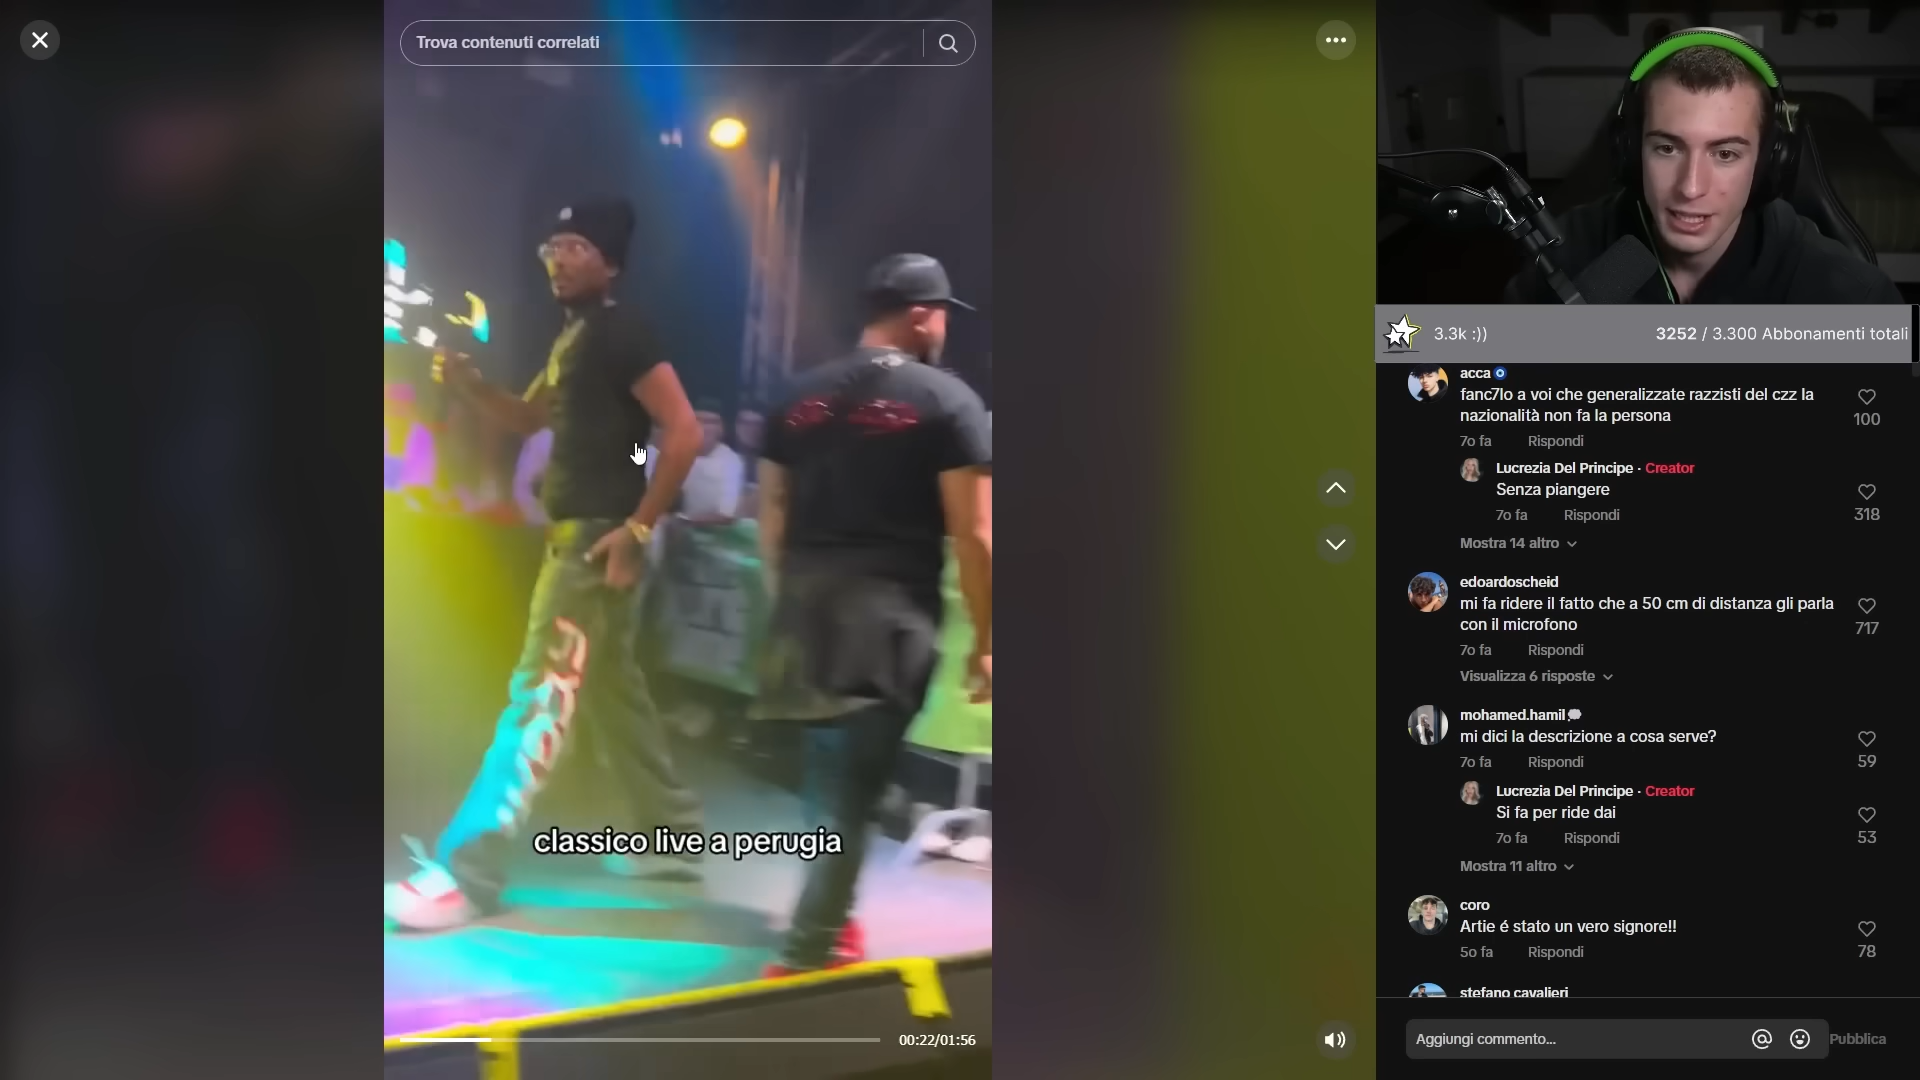 Trova contenuti correlati
classico live a perugia
00:22/01:56
3.3k :))
3252 / 3.300 Abbonamenti totali
acca
fanc7lo a voi che generalizzate razzisti del czz la
nazionalità non fa la persona
100
7o fa Rispondi
Lucrezia Del Principe · Creator
Senza piangere
318
7o fa Rispondi
Mostra 14 altro
edoardoscheid
mi fa ridere il fatto che a 50 cm di distanza gli parla
con il microfono
717
7o fa Rispondi
Visualizza 6 risposte
mohamed.hamil
mi dici la descrizione a cosa serve?
59
7o fa Rispondi
Lucrezia Del Principe · Creator
Si fa per ride dai
53
7o fa Rispondi
Mostra 11 altro
coro
Artie é stato un vero signore!!
78
5o fa Rispondi
stefano cavalieri
Aggiungi commento...
Pubblica